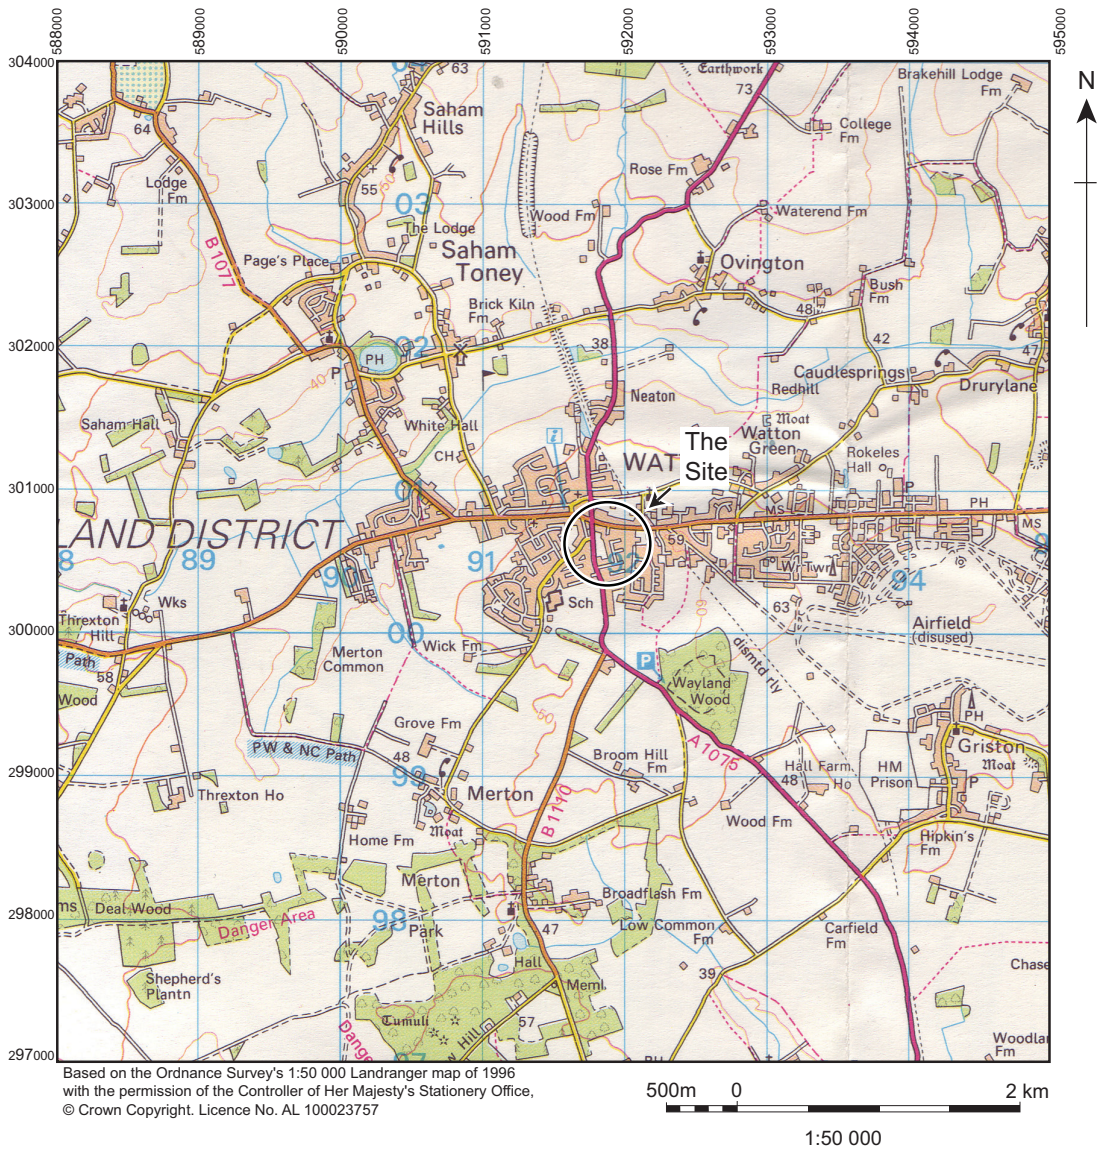 588000
589000
590000
591000
592000
593000
594000
595000
304000
303000
302000
301000
300000
299000
298000
297000
N
63
Earthwork
73
Brakehill Lodge
Fm
Saham
Hills
64
College
Fm
55
50
Rose Fm
Lodge
Fm
03
Wood Fm
Waterend Fm
The Lodge
B1077
Page's Place
Saham
Toney
Ovington
Bush
Fm
Brick Kiln
Fm
48
02
38
42
47
PH
P
40
Caudlesprings
Redhill
Drurylane
Neaton
Saham Hall
White Hall
Moat
Watton
Green
The
Site
i
CH
WAT
Rokeles
Hall
01
P
PH
MS
MS
LAND DISTRICT
59
8
89
90
91
92
94
9
Wr Twr
Wks
Sch
63
60
Threxton
Hill
Airfield
(disused)
00
Path
Merton
Common
Wick Fm
P
dismtd rly
58
Wood
Wayland
Wood
50
PH
Grove Fm
PW & NC Path
48
A1075
Griston
Moat
Broom Hill
Fm
Hall Farm
48
Ho
HM
Prison
99
Threxton Ho
Merton
P
B1110
Wood Fm
Moat
Home Fm
Hipkin's
Fm
Merton
Park
Broadflash Fm
ms
Deal Wood
Danger Area
98
47
Low Common
Fm
Carfield
Fm
Hall
39
Chase
Shepherd's
Plantn
Meml
Tumuli
57
Hill
Woodlan
Fm
Based on the Ordnance Survey's 1:50 000 Landranger map of 1996
with the permission of the Controller of Her Majesty's Stationery Office,
© Crown Copyright. Licence No. AL 100023757
500m 0 2 km
1:50 000